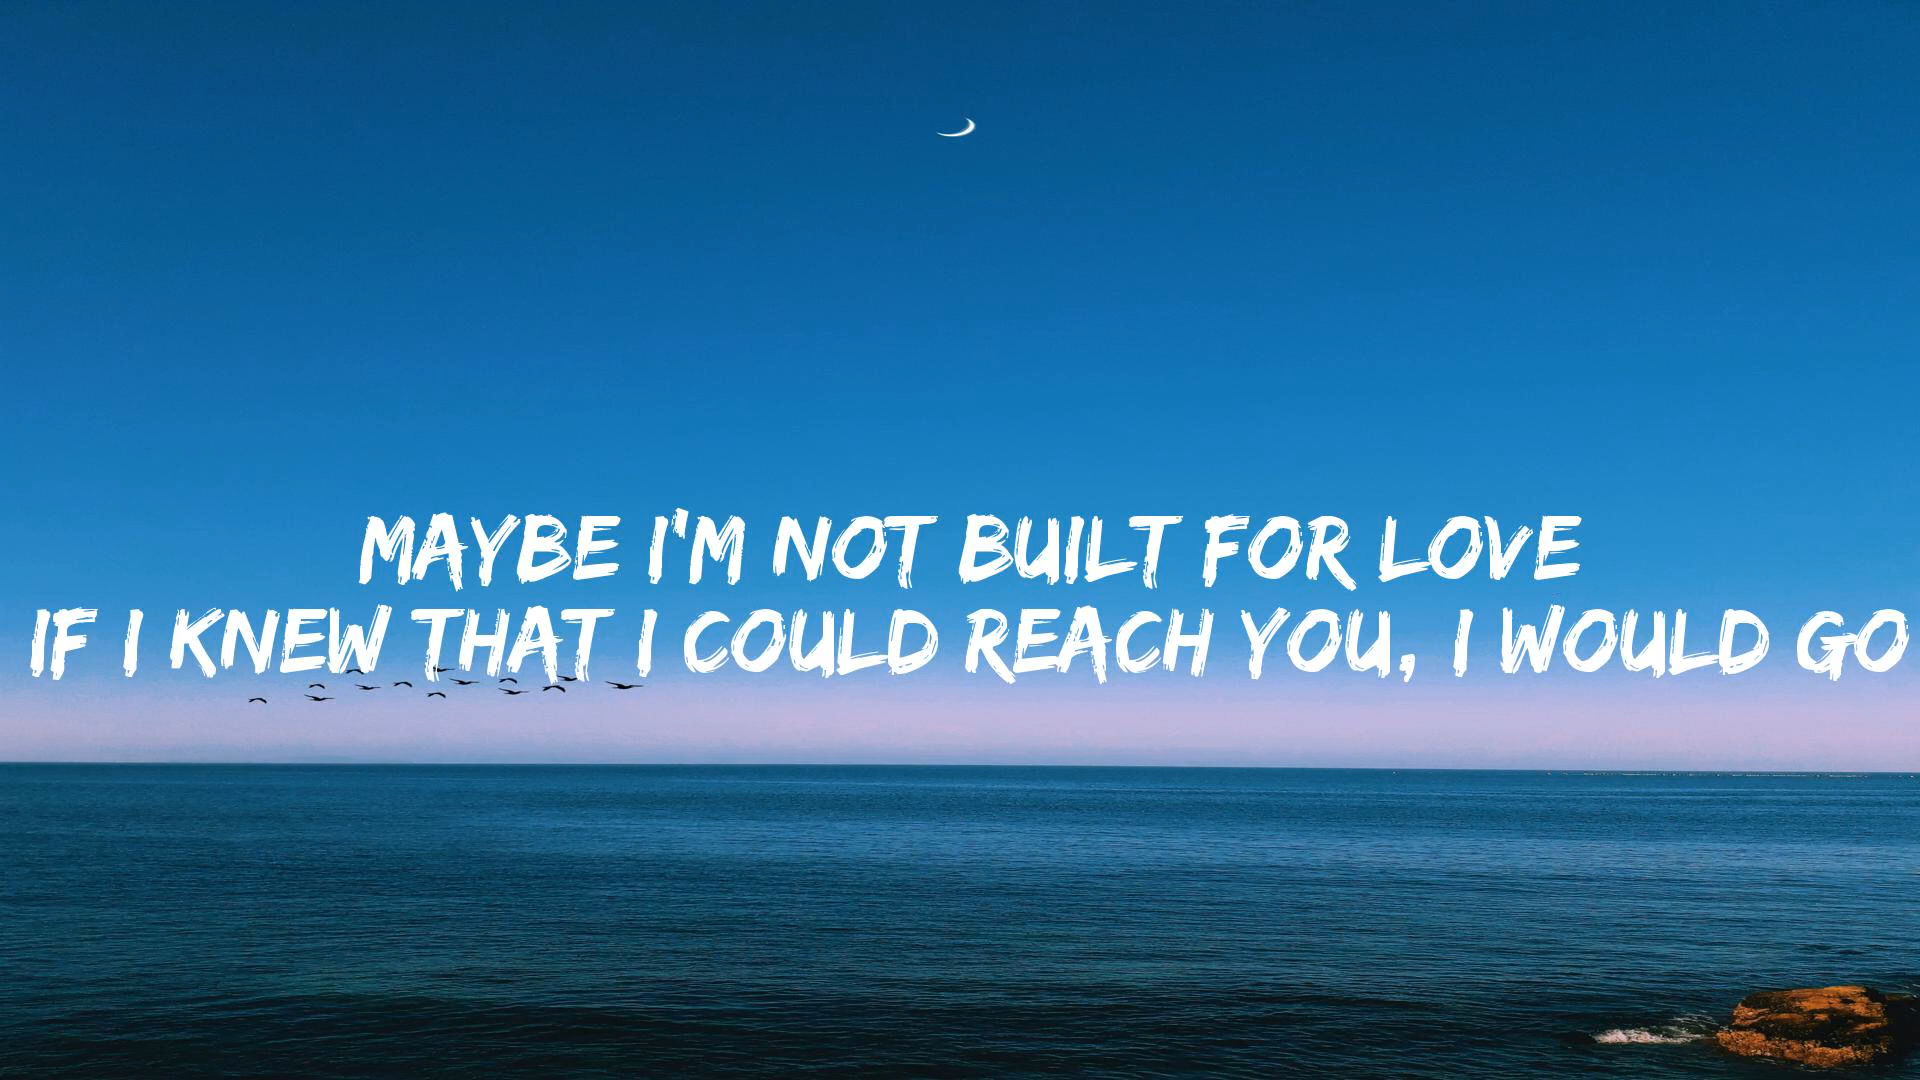 MAYBE I'M NOT BUILT FOR LOVE
IF I KNEW THAT I COULD REACH YOU, I WOULD GO